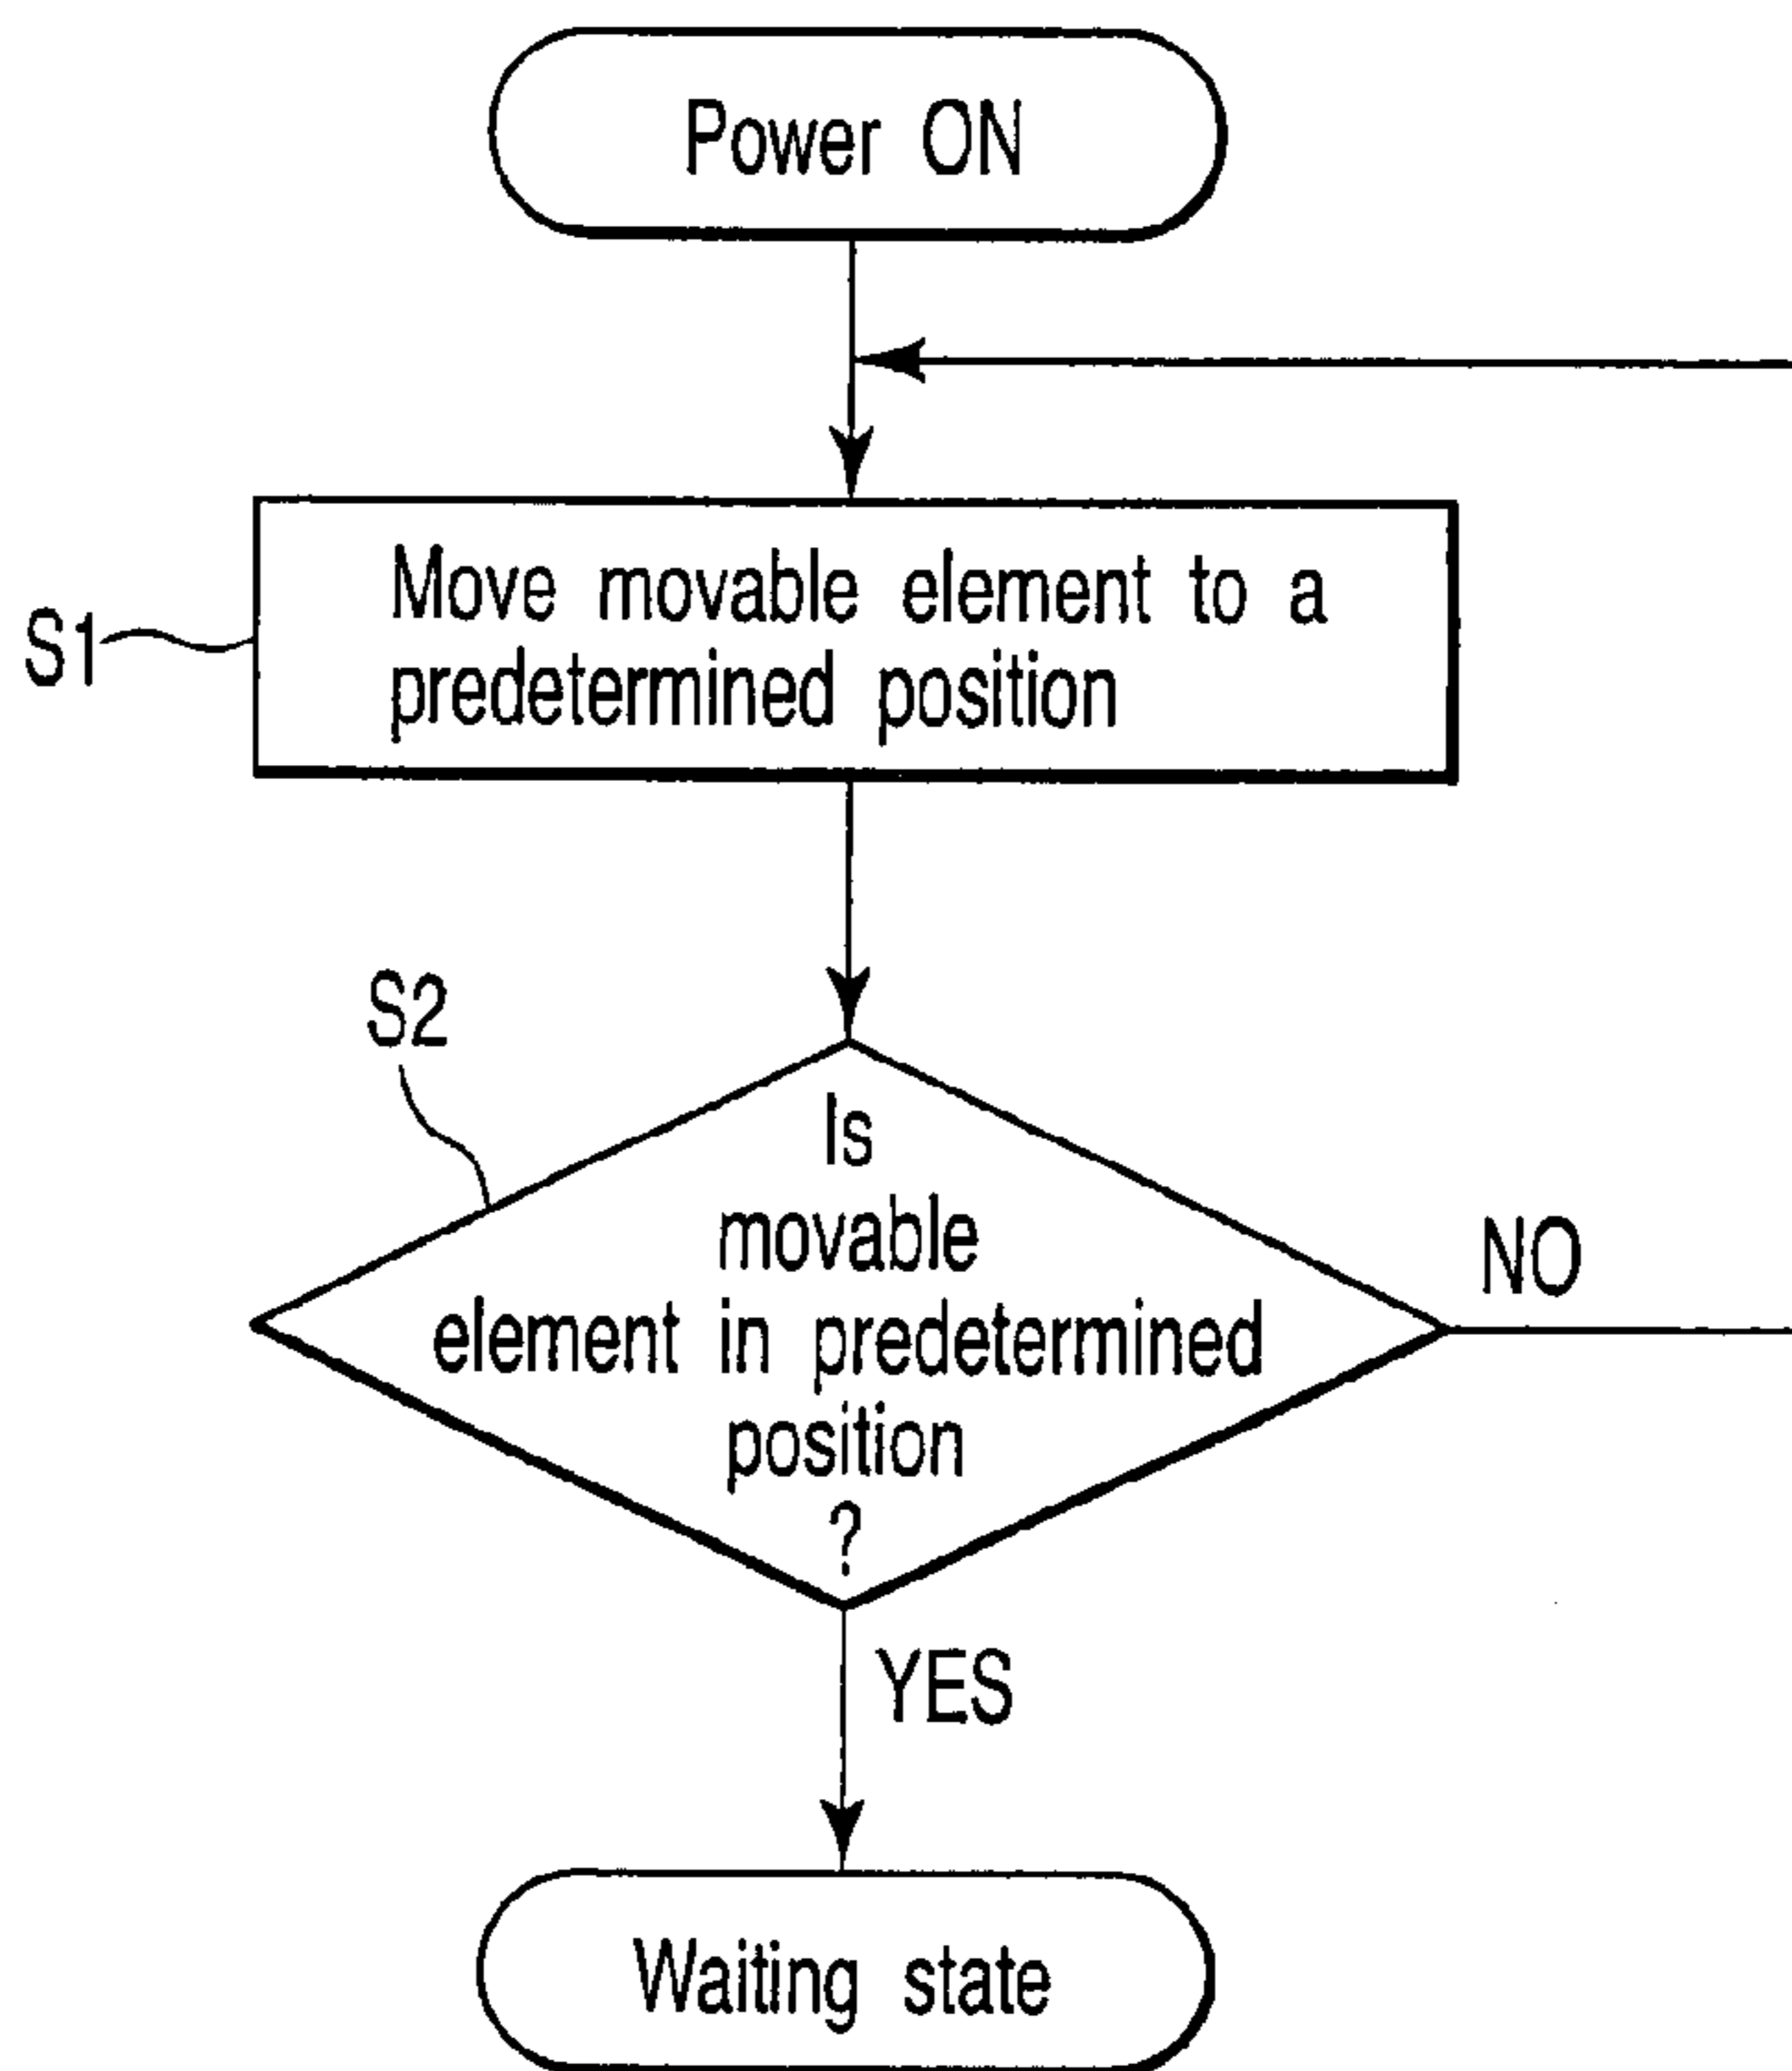 Power ON
Move movable element to a
predetermined position
S1
S2
Is
movable
element in predetermined
position
?
NO
YES
Waiting state